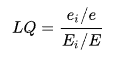 LQ = \frac{e_i/e}{E_i/E}